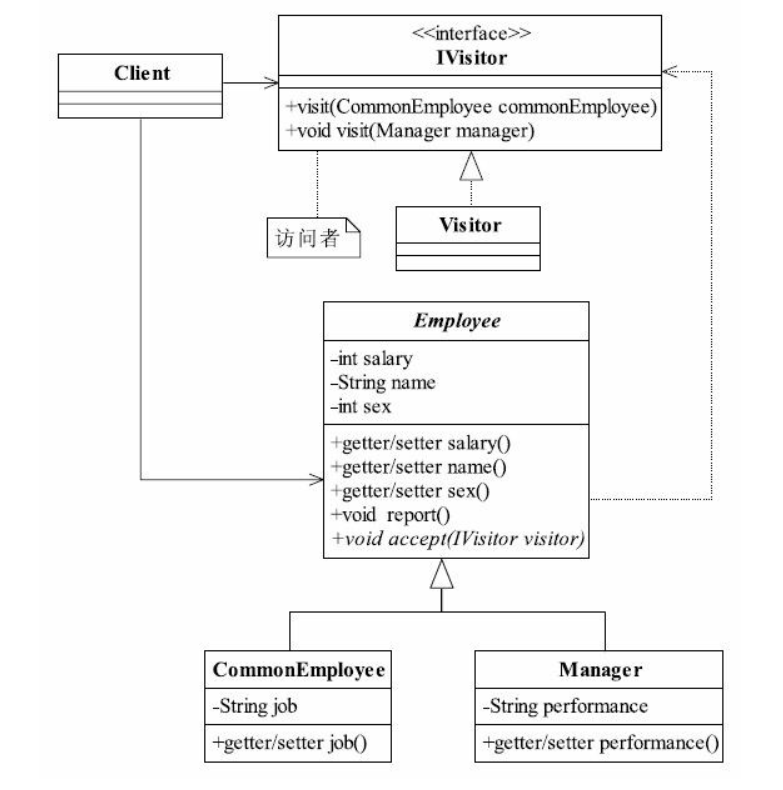 <<interface>>
IVisitor
Client
+visit(CommonEmployee commonEmployee)
+void visit(Manager manager)
访问者
Visitor
Employee
-int salary
-String name
-int sex
+getter/setter salary()
+getter/setter name()
+getter/setter sex()
+void report()
+void accept(IVisitor visitor)
CommonEmployee
-String job
+getter/setter job()
Manager
-String performance
+getter/setter performance()